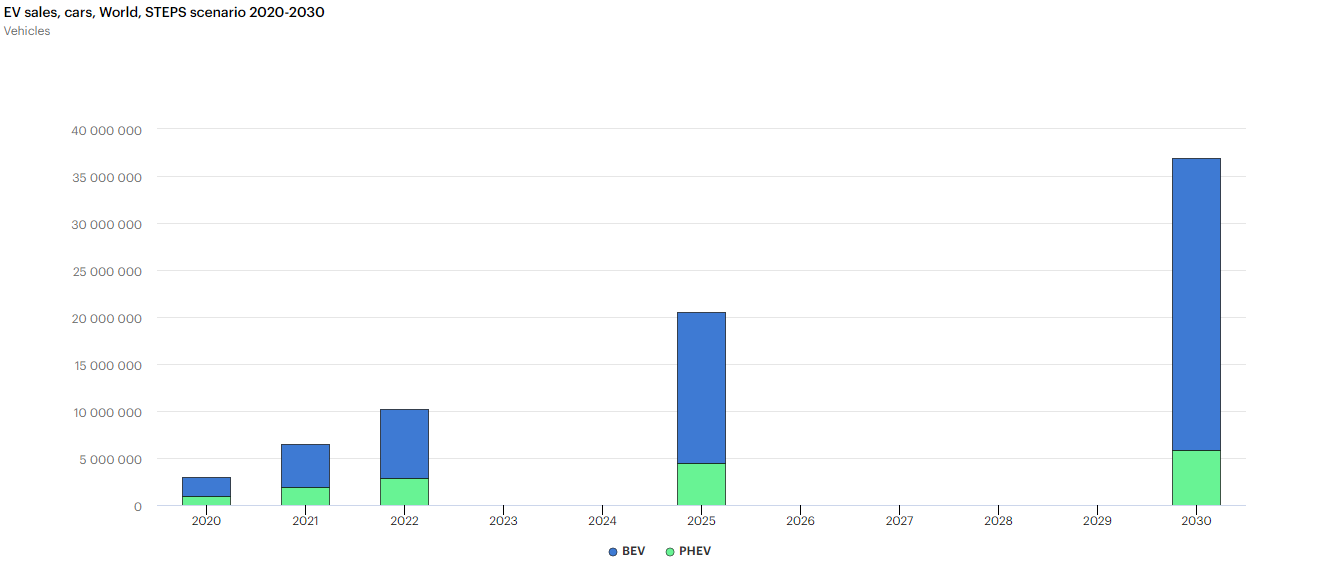 EV sales, cars, World, STEPS scenario 2020-2030
Vehicles
40 000 000
35 000 000
30 000 000
25 000 000
20 000 000
15 000 000
10 000 000
5 000 000
0
2020 2021 2022 2023 2024 2025 2026 2027 2028 2029 2030
BEV PHEV